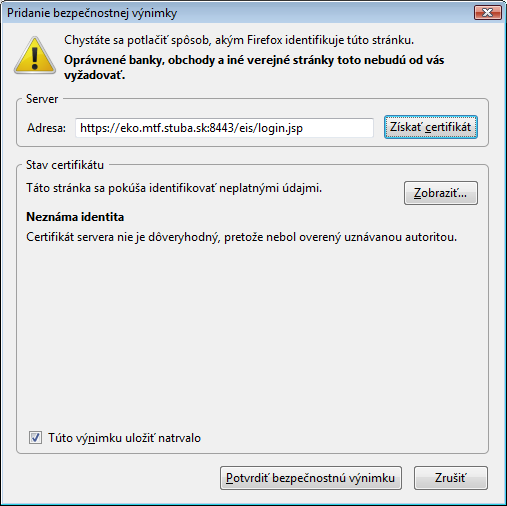 Pridanie bezpečnostnej výnimky
Chystáte sa potlačiť spôsob, akým Firefox identifikuje túto stránku.
Oprávnené banky, obchody a iné verejné stránky toto nebudú od vás
vyžadovať.
Server
Adresa: https://eko.mtf.stuba.sk:8443/eis/login.jsp Získať certifikát
Stav certifikátu
Táto stránka sa pokúša identifikovať neplatnými údajmi. Zobraziť...
Neznáma identita
Certifikát servera nie je dôveryhodný, pretože nebol overený uznávanou autoritou.
Túto výnimku uložiť natrvalo
Potvrdiť bezpečnostnú výnimku Zrušiť